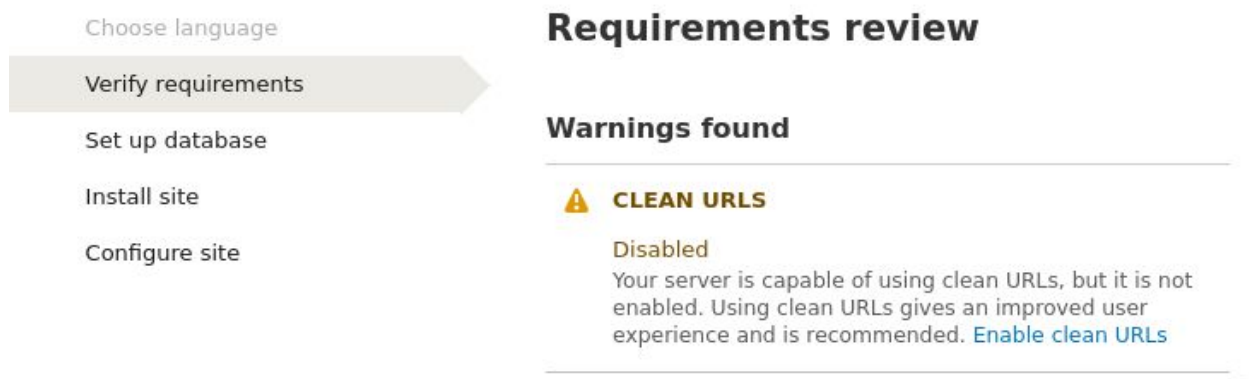 Choose language
Verify requirements
Set up database
Install site
Configure site
Requirements review
Warnings found
CLEAN URLS
Disabled
Your server is capable of using clean URLs, but it is not
enabled. Using clean URLs gives an improved user
experience and is recommended. Enable clean URLs